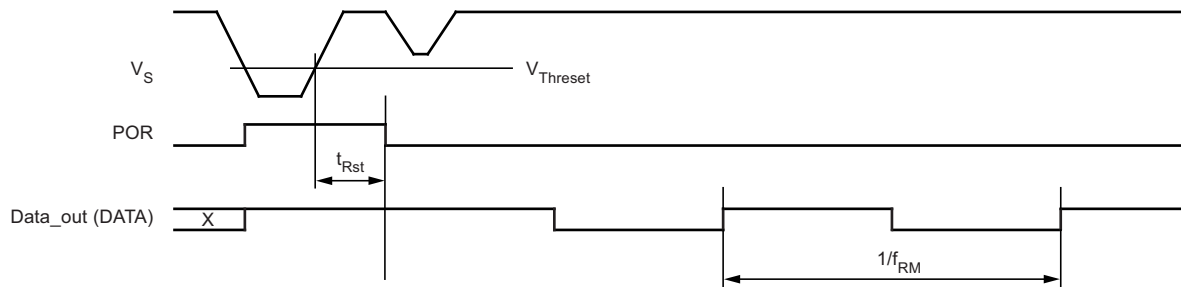 V_S
V_Threset
POR
t_Rst
Data_out (DATA)
X
1/f_RM